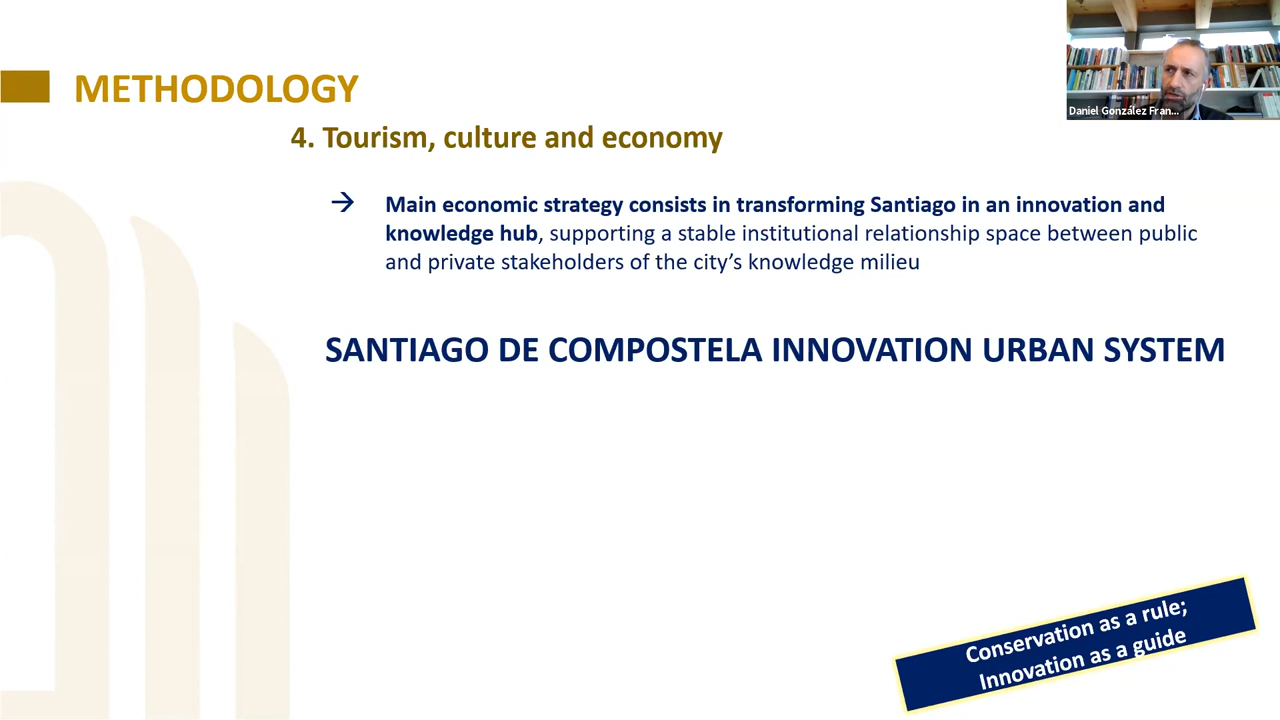 METHODOLOGY
4. Tourism, culture and economy
→ Main economic strategy consists in transforming Santiago in an innovation and
knowledge hub, supporting a stable institutional relationship space between public
and private stakeholders of the city's knowledge milieu
SANTIAGO DE COMPOSTELA INNOVATION URBAN SYSTEM
Conservation as a rule;
Innovation as a guide
Daniel González Fran...